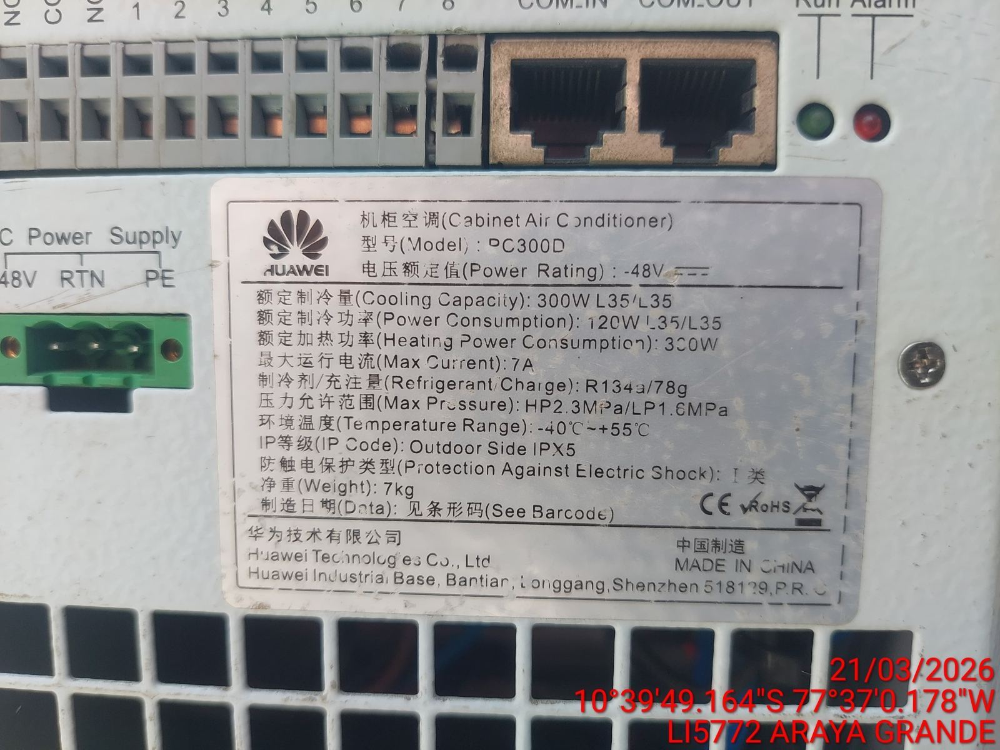 1 2 3 4 5 6 7 8 COM_IN COM_OUT Run Alarm
C Power Supply
48V RTN PE
HUAWEI
机柜空调(Cabinet Air Conditioner)
型号(Model) : PC300D
电压额定值(Power Rating) : -48V
额定制冷量(Cooling Capacity): 300W L35/L35
额定制冷功率(Power Consumption): 120W L35/L35
额定加热功率(Heating Power Consumption): 300W
最大运行电流(Max Current): 7A
制冷剂/充注量(Refrigerant/Charge): R134a/78g
压力允许范围(Max Pressure): HP2.3MPa/LP1.6MPa
环境温度(Temperature Range): -40℃~+55℃
IP等级(IP Code): Outdoor Side IPX5
防触电保护类型(Protection Against Electric Shock): I 类
净重(Weight): 7kg
制造日期(Data): 见条形码(See Barcode)
CE RoHS
华为技术有限公司
Huawei Technologies Co., Ltd
中国制造
MADE IN CHINA
Huawei Industrial Base, Bantian, Longgang, Shenzhen 518129, P.R. C
21/03/2026
10°39'49.164"S 77°37'0.178"W
LI5772 ARAYA GRANDE